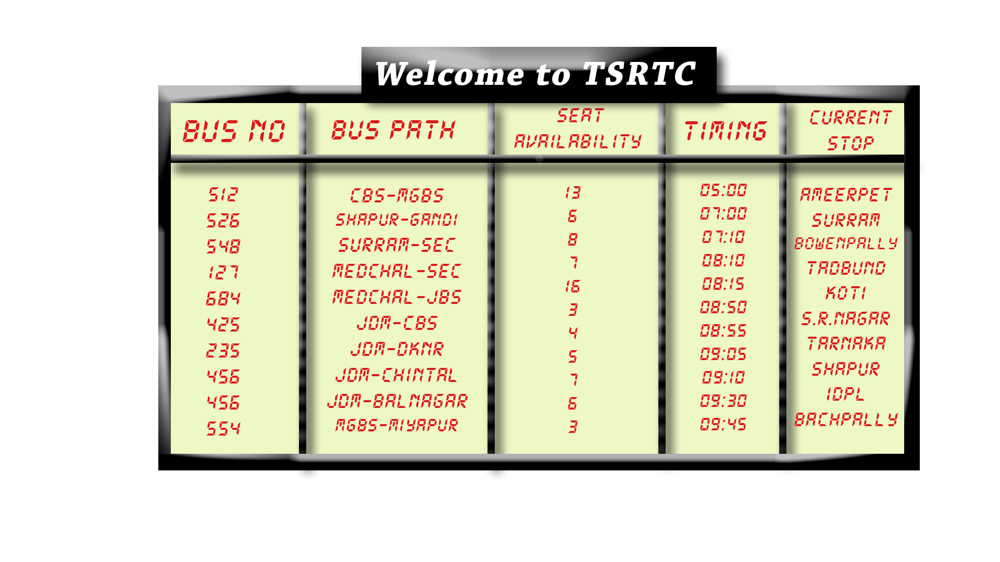 Welcome to TSRTC
BUS NO
BUS PATH
SEAT
AVAILABILITY
TIMING
CURRENT
STOP
512
526
548
127
684
425
235
456
456
554
CBS-MGBS
SHAPUR-GANDI
SURRAM-SEC
MEDCHAL-SEC
MEDCHAL-JBS
JDM-CBS
JDM-DKNR
JDM-CHINTAL
JDM-BALNAGAR
MGBS-MIYAPUR
13
6
8
7
16
3
4
5
7
6
3
05:00
07:00
07:10
08:10
08:15
08:50
08:55
09:05
09:10
09:30
09:45
AMEERPET
SURRAM
BOWENPALLY
TADBUND
KOTI
S.R.NAGAR
TARNAKA
SHAPUR
IDPL
BACHPALLY